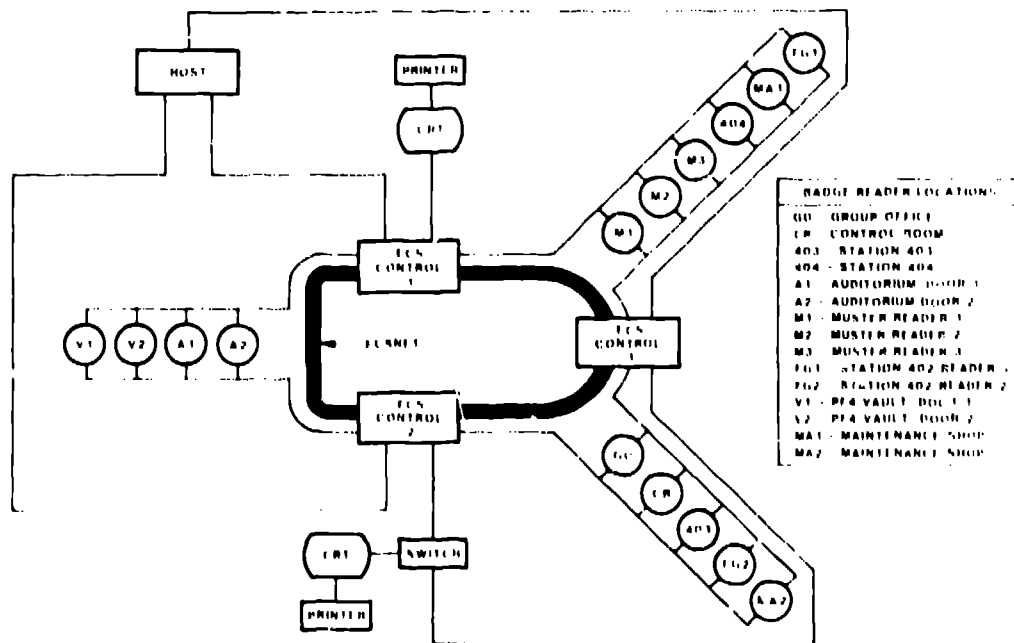 HOST
PRINTER
CRT
FG1
MA1
404
M3
M2
M1
ECS
CONTROL
1
ECS
CONTROL
ECS
CONTROL
2
V1
V2
A1
A2
GO
CR
403
FG2
CRT
SWITCH
PRINTER
BADGE READER LOCATIONS
GO - GROUP OFFICE
CR - CONTROL ROOM
403 - STATION 403
404 - STATION 404
A1 - AUDITORIUM DOOR 1
A2 - AUDITORIUM DOOR 2
M1 - MUSTER READER 1
M2 - MUSTER READER 2
M3 - MUSTER READER 3
FG1 - STATION 402 READER 1
FG2 - STATION 402 READER 2
V1 - PF4 VAULT DOOR 1
V2 - PF4 VAULT DOOR 2
MA1 - MAINTENANCE SHOP
MA2 - MAINTENANCE SHOP